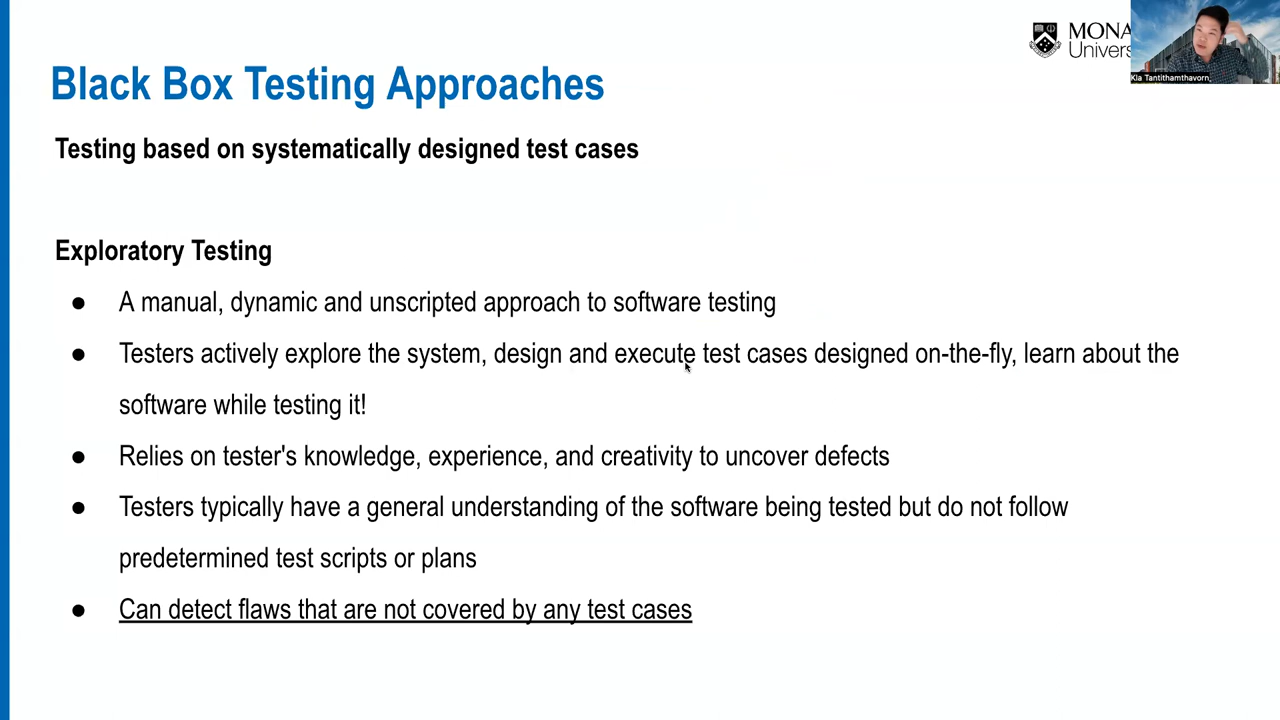 MONA
Univers
Kla Tantithamthavorn,
Black Box Testing Approaches
Testing based on systematically designed test cases
Exploratory Testing
● A manual, dynamic and unscripted approach to software testing
● Testers actively explore the system, design and execute test cases designed on-the-fly, learn about the
software while testing it!
● Relies on tester's knowledge, experience, and creativity to uncover defects
● Testers typically have a general understanding of the software being tested but do not follow
predetermined test scripts or plans
● Can detect flaws that are not covered by any test cases